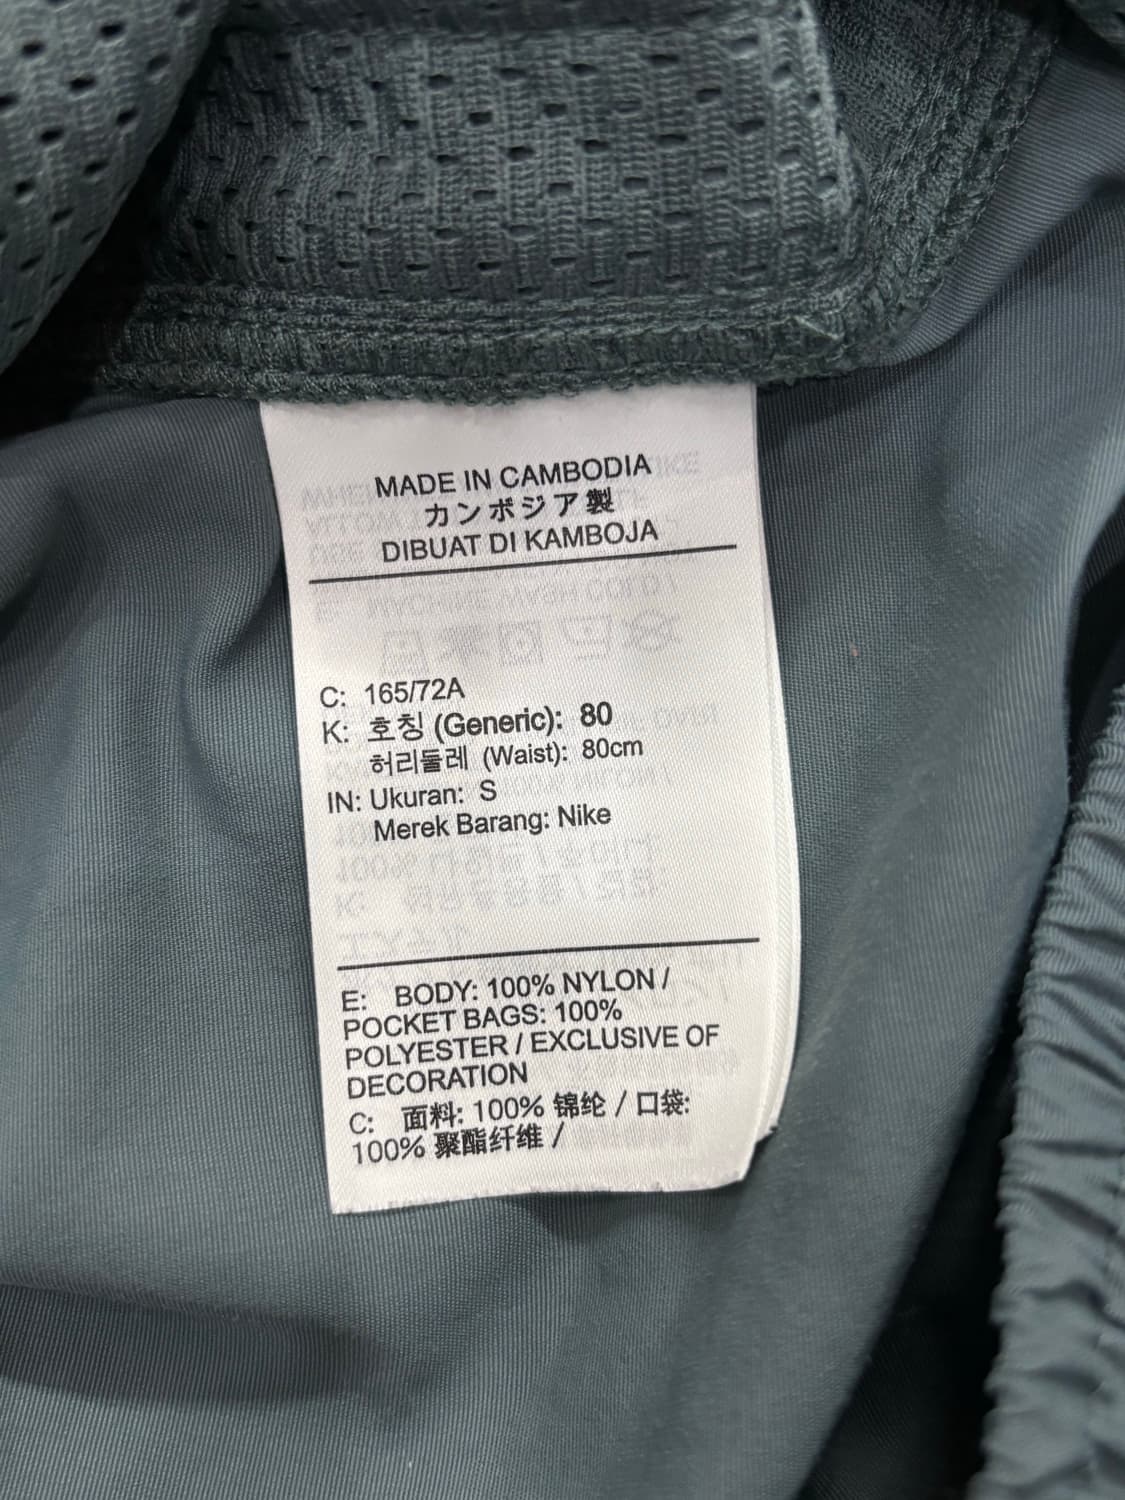 MADE IN CAMBODIA
カンボジア製
DIBUAT DI KAMBOJA
C: 165/72A
K: 호칭 (Generic): 80
허리둘레 (Waist): 80cm
IN: Ukuran: S
Merek Barang: Nike
E: BODY: 100% NYLON /
POCKET BAGS: 100%
POLYESTER / EXCLUSIVE OF
DECORATION
C: 面料: 100% 锦纶 / 口袋:
100% 聚酯纤维 /